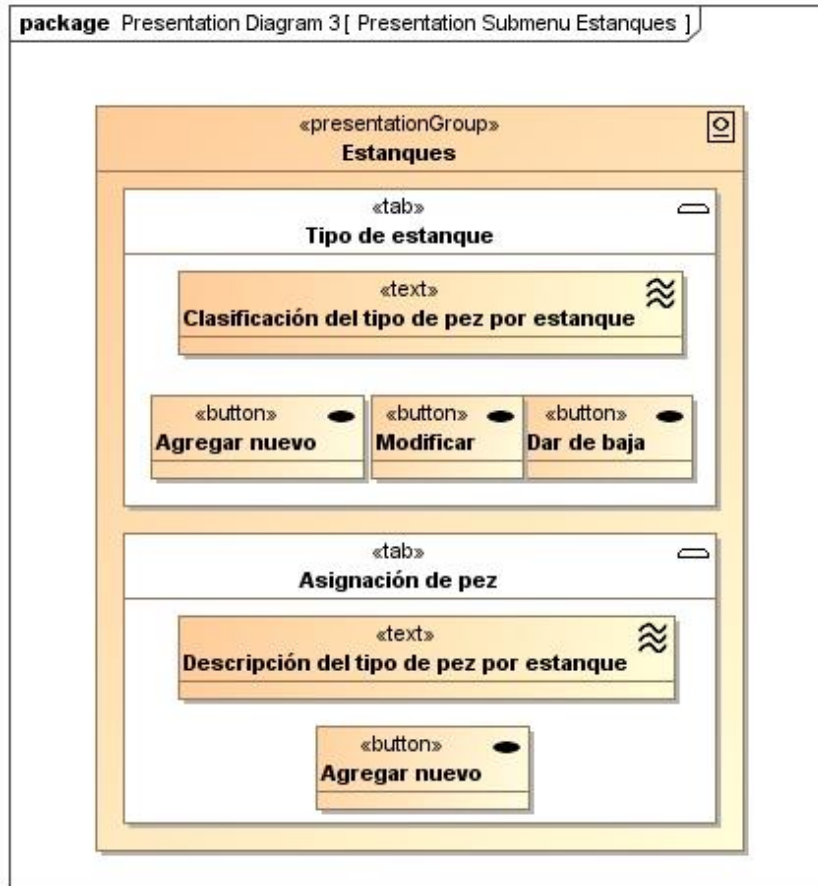 package Presentation Diagram 3[ Presentation Submenu Estanques ]
«presentationGroup»
Estanques
«tab»
Tipo de estanque
«text»
Clasificación del tipo de pez por estanque
«button» «button» «button»
Agregar nuevo Modificar Dar de baja
«tab»
Asignación de pez
«text»
Descripción del tipo de pez por estanque
«button»
Agregar nuevo